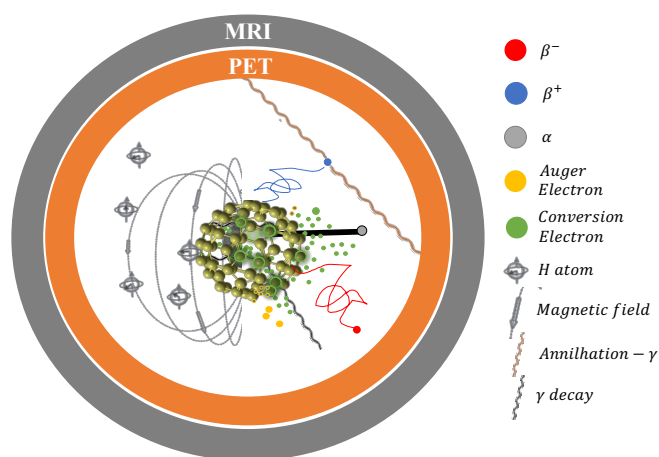 MRI
PET
β⁻
β⁺
α
Auger
Electron
Conversion
Electron
H atom
Magnetic field
Annilhation − γ
γ decay